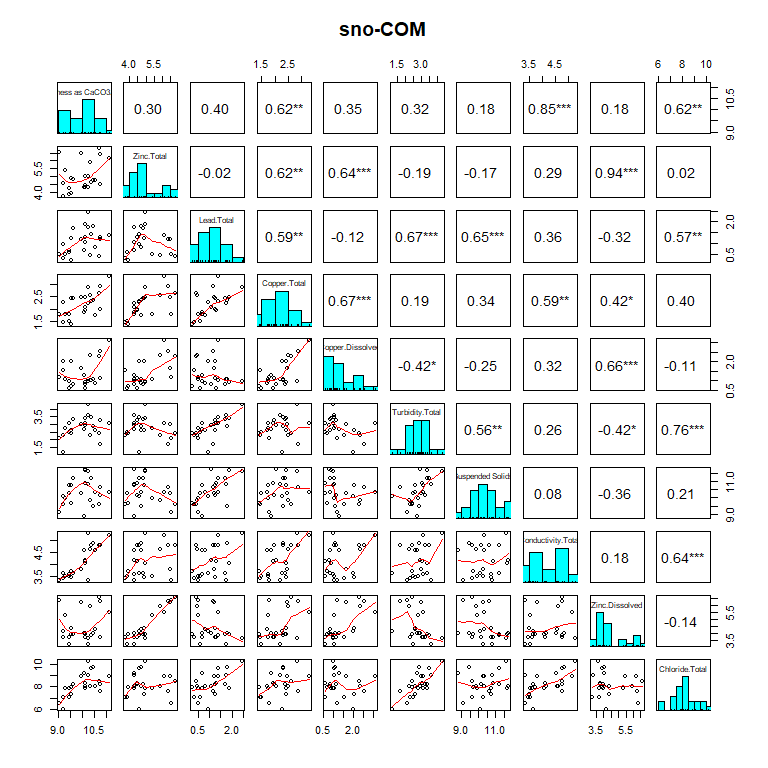 sno-COM
4.0 5.5 1.5 2.5 1.5 3.0 3.5 4.5 6 8 10
ness as CaCO3. 0.30 0.40 0.62** 0.35 0.32 0.18 0.85*** 0.18 0.62** 9.0 10.5
4.0 5.5 Zinc.Total -0.02 0.62** 0.64*** -0.19 -0.17 0.29 0.94*** 0.02
Lead.Total 0.59** -0.12 0.67*** 0.65*** 0.36 -0.32 0.57** 0.5 2.0
1.5 2.5 Copper.Total 0.67*** 0.19 0.34 0.59** 0.42* 0.40
opper.Dissolved -0.42* -0.25 0.32 0.66*** -0.11 0.5 2.0
1.5 3.5 Turbidity.Total 0.56** 0.26 -0.42* 0.76***
Suspended Solids 0.08 -0.36 0.21 9.0 11.0
3.5 4.5 onductivity.Tota 0.18 0.64***
Zinc.Dissolved -0.14 3.5 5.5
6 8 10 Chloride.Total
9.0 10.5 0.5 2.0 0.5 2.0 9.0 11.0 3.5 5.5